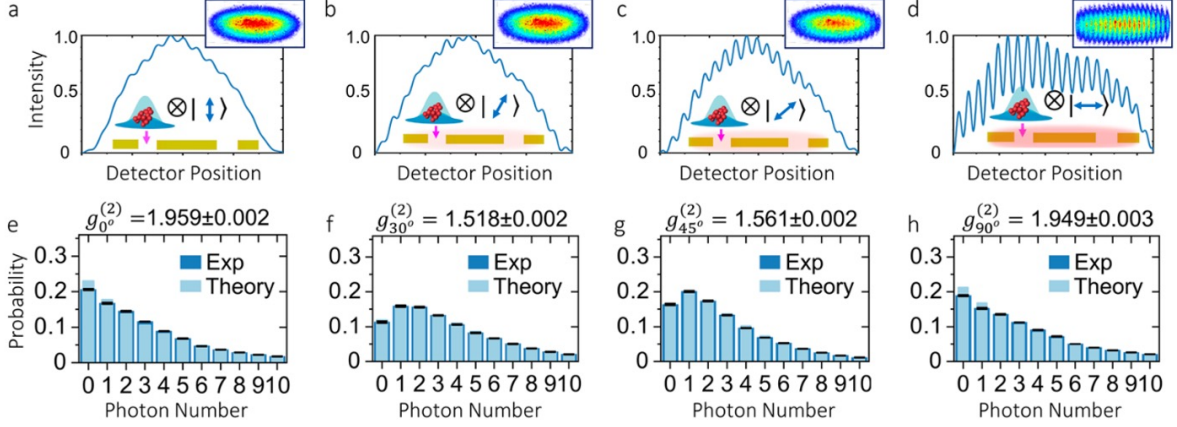 a
b
c
d
Intensity
1.0
0.5
0
⊗|↕⟩
Detector Position
1.0
0.5
0
⊗|⤢⟩
Detector Position
1.0
0.5
0
⊗|⤢⟩
Detector Position
1.0
0.5
0
⊗|↔⟩
Detector Position
e
g₀ₒ⁽²⁾ =1.959±0.002
Probability
0.3
0.2
0.1
0
Exp
Theory
0 1 2 3 4 5 6 7 8 910
Photon Number
f
g₃₀ₒ⁽²⁾ = 1.518±0.002
0.3
0.2
0.1
0
Exp
Theory
0 1 2 3 4 5 6 7 8 910
Photon Number
g
g₄₅ₒ⁽²⁾ = 1.561±0.002
0.3
0.2
0.1
0
Exp
Theory
0 1 2 3 4 5 6 7 8 910
Photon Number
h
g₉₀ₒ⁽²⁾ = 1.949±0.003
0.3
0.2
0.1
0
Exp
Theory
0 1 2 3 4 5 6 7 8 910
Photon Number